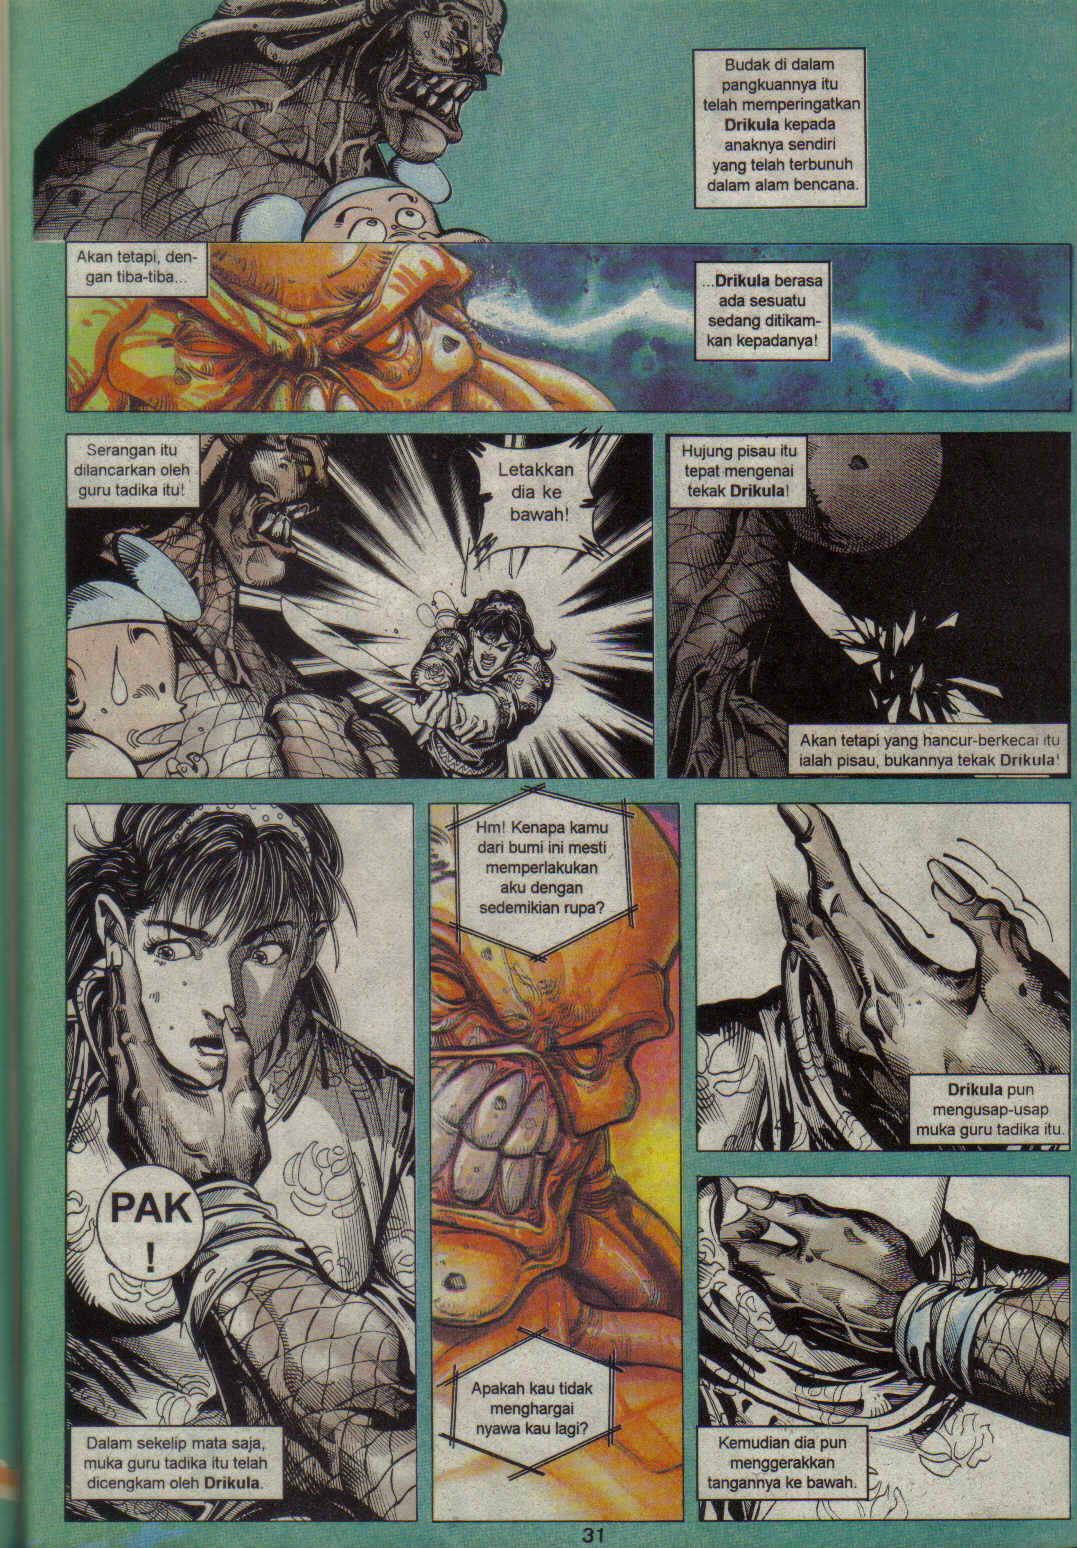 Budak di dalam
pangkuannya itu
telah memperingatkan
Drikula kepada
anaknya sendiri
yang telah terbunuh
dalam alam bencana.
Akan tetapi, den-
gan tiba-tiba...
...Drikula berasa
ada sesuatu
sedang ditikam-
kan kepadanya!
Serangan itu
dilancarkan oleh
guru tadika itu!
Letakkan
dia ke
bawah!
Hujung pisau itu
tepat mengenai
tekak Drikula!
Akan tetapi yang hancur-berkecai itu
ialah pisau, bukannya tekak Drikula!
PAK
!
Dalam sekelip mata saja,
muka guru tadika itu telah
dicengkam oleh Drikula.
Hm! Kenapa kamu
dari bumi ini mesti
memperlakukan
aku dengan
sedemikian rupa?
Apakah kau tidak
menghargai
nyawa kau lagi?
Drikula pun
mengusap-usap
muka guru tadika itu.
Kemudian dia pun
menggerakkan
tangannya ke bawah.
31